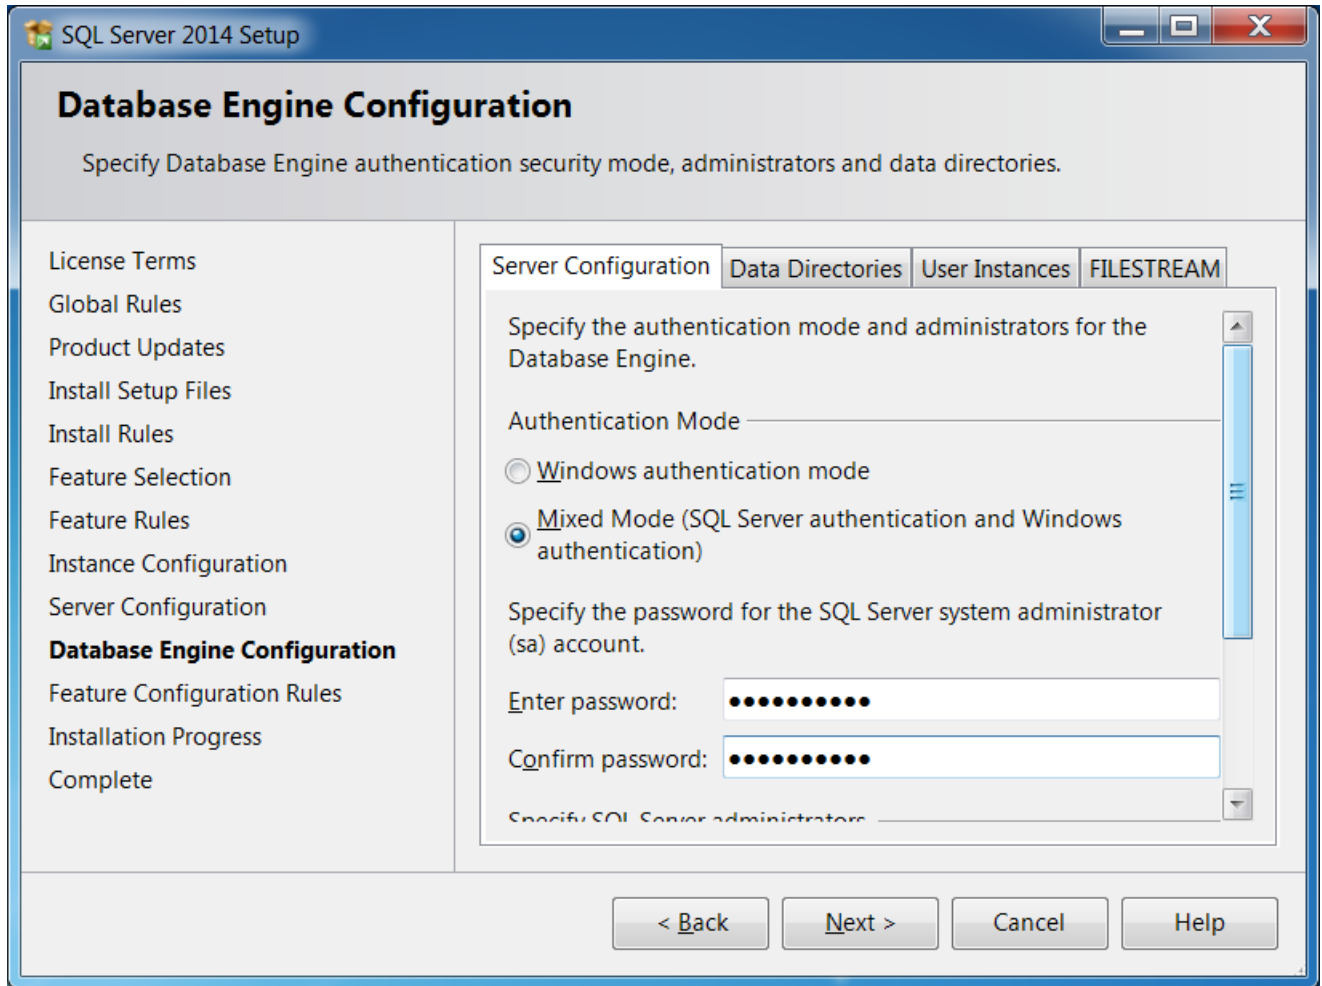 SQL Server 2014 Setup
Database Engine Configuration
Specify Database Engine authentication security mode, administrators and data directories.
License Terms
Global Rules
Product Updates
Install Setup Files
Install Rules
Feature Selection
Feature Rules
Instance Configuration
Server Configuration
Database Engine Configuration
Feature Configuration Rules
Installation Progress
Complete
Server Configuration Data Directories User Instances FILESTREAM
Specify the authentication mode and administrators for the
Database Engine.
Authentication Mode
Windows authentication mode
Mixed Mode (SQL Server authentication and Windows
authentication)
Specify the password for the SQL Server system administrator
(sa) account.
Enter password: ●●●●●●●●●●
Confirm password: ●●●●●●●●●●
Specify SQL Server administrators
< Back Next > Cancel Help